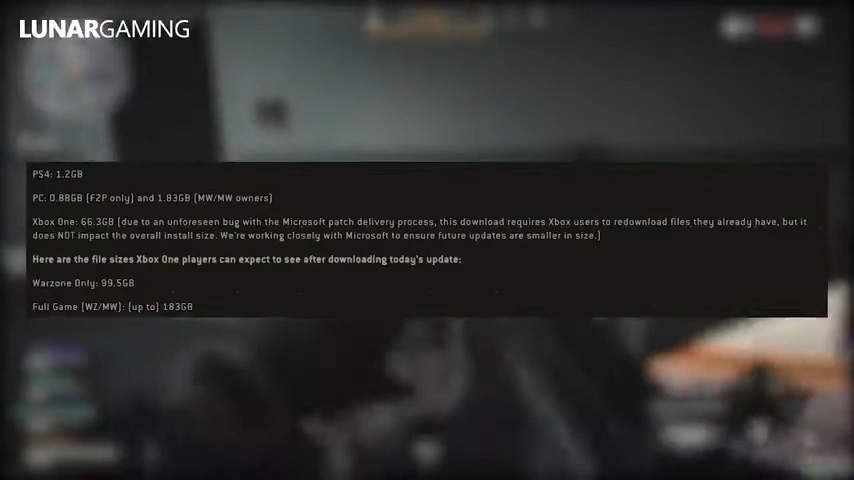 LUNARGAMING
PS4: 1.2GB
PC: 0.88GB (F2P only) and 1.83GB (MW/MW owners)
Xbox One: 66.3GB (due to an unforeseen bug with the Microsoft patch delivery process, this download requires Xbox users to redownload files they already have, but it
does NOT impact the overall install size. We're working closely with Microsoft to ensure future updates are smaller in size.)
Here are the file sizes Xbox One players can expect to see after downloading today's update:
Warzone Only: 99.5GB
Full Game (WZ/MW): (up to) 183GB